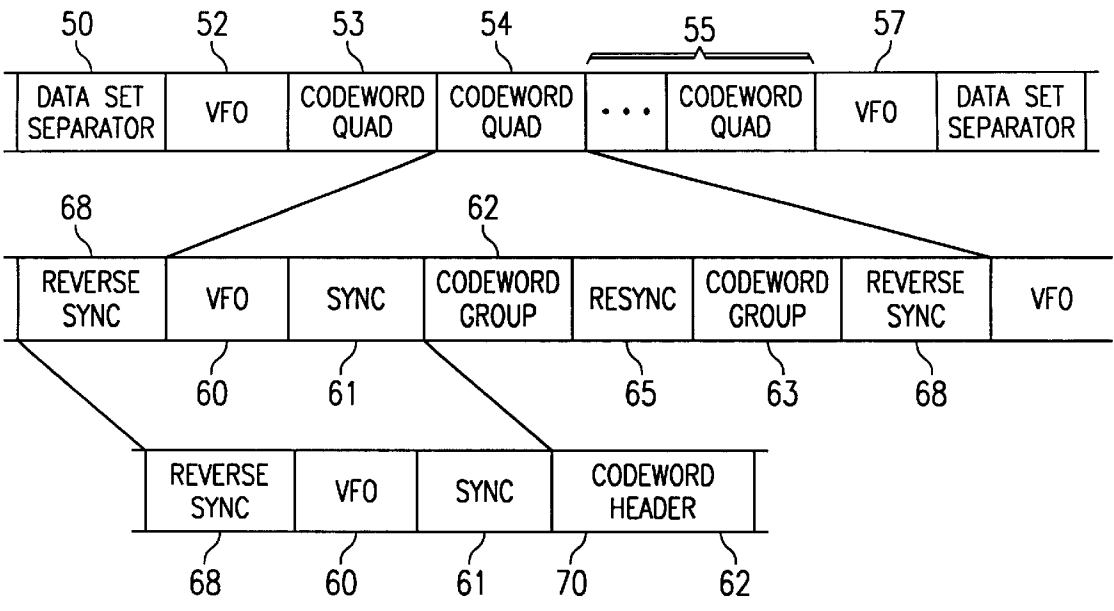 50 52 53 54 55 57
DATA SET SEPARATOR VFO CODEWORD QUAD CODEWORD QUAD ... CODEWORD QUAD VFO DATA SET SEPARATOR
68 62
REVERSE SYNC VFO SYNC CODEWORD GROUP RESYNC CODEWORD GROUP REVERSE SYNC VFO
60 61 65 63 68
REVERSE SYNC VFO SYNC CODEWORD HEADER
68 60 61 70 62